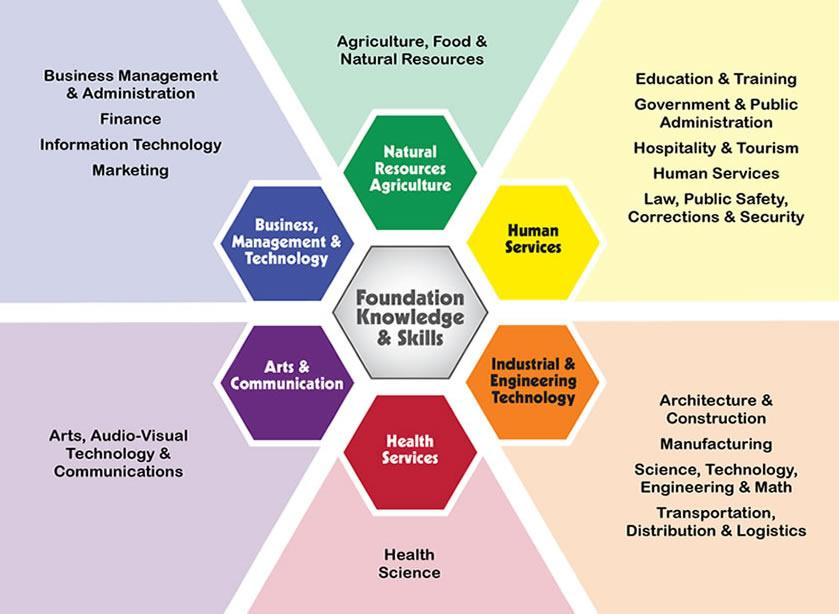 Agriculture, Food &
Natural Resources
Business Management
& Administration
Finance
Information Technology
Marketing
Education & Training
Government & Public
Administration
Hospitality & Tourism
Human Services
Law, Public Safety,
Corrections & Security
Natural
Resources
Agriculture
Business,
Management &
Technology
Human
Services
Foundation
Knowledge
& Skills
Arts &
Communication
Industrial &
Engineering
Technology
Health
Services
Arts, Audio-Visual
Technology &
Communications
Architecture &
Construction
Manufacturing
Science, Technology,
Engineering & Math
Transportation,
Distribution & Logistics
Health
Science